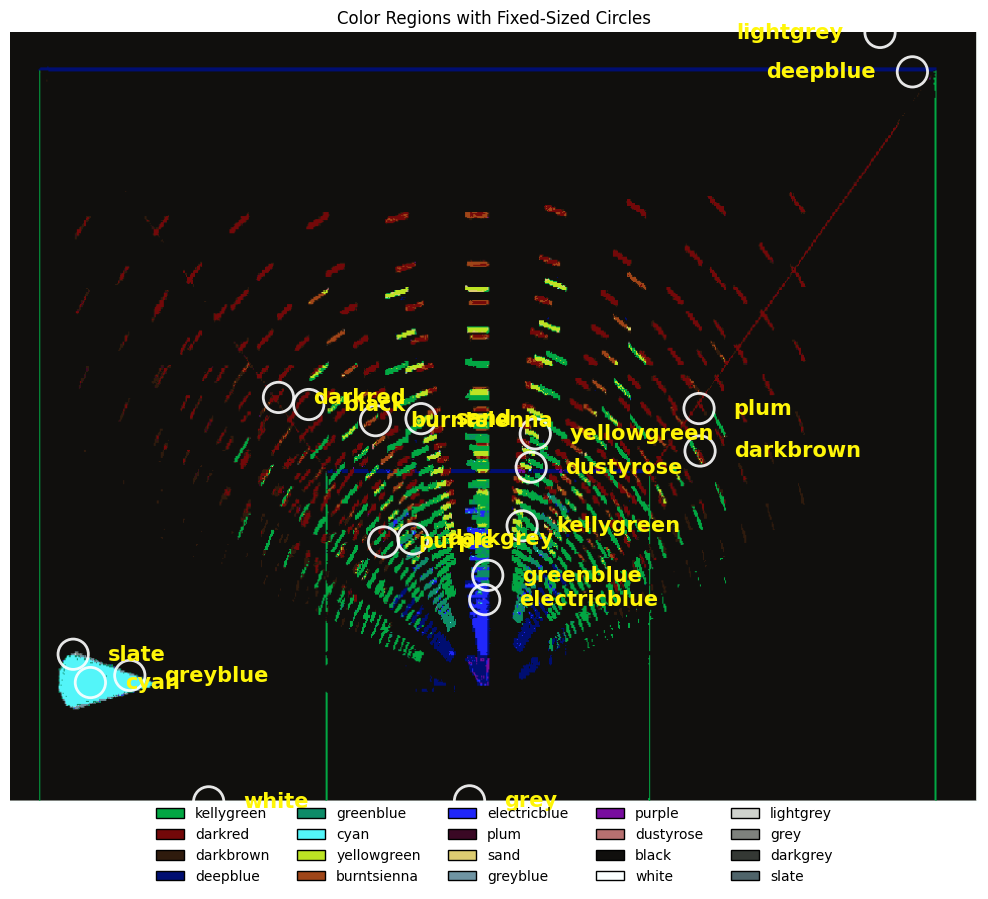 Color Regions with Fixed-Sized Circles
lightgrey
deepblue
darkred
black
plum
burntsienna
sand
yellowgreen
darkbrown
dustyrose
kellygreen
purple
darkgrey
greenblue
electricblue
slate
greyblue
cyan
white
grey
kellygreen greenblue electricblue purple lightgrey
darkred cyan plum dustyrose grey
darkbrown yellowgreen sand black darkgrey
deepblue burntsienna greyblue white slate